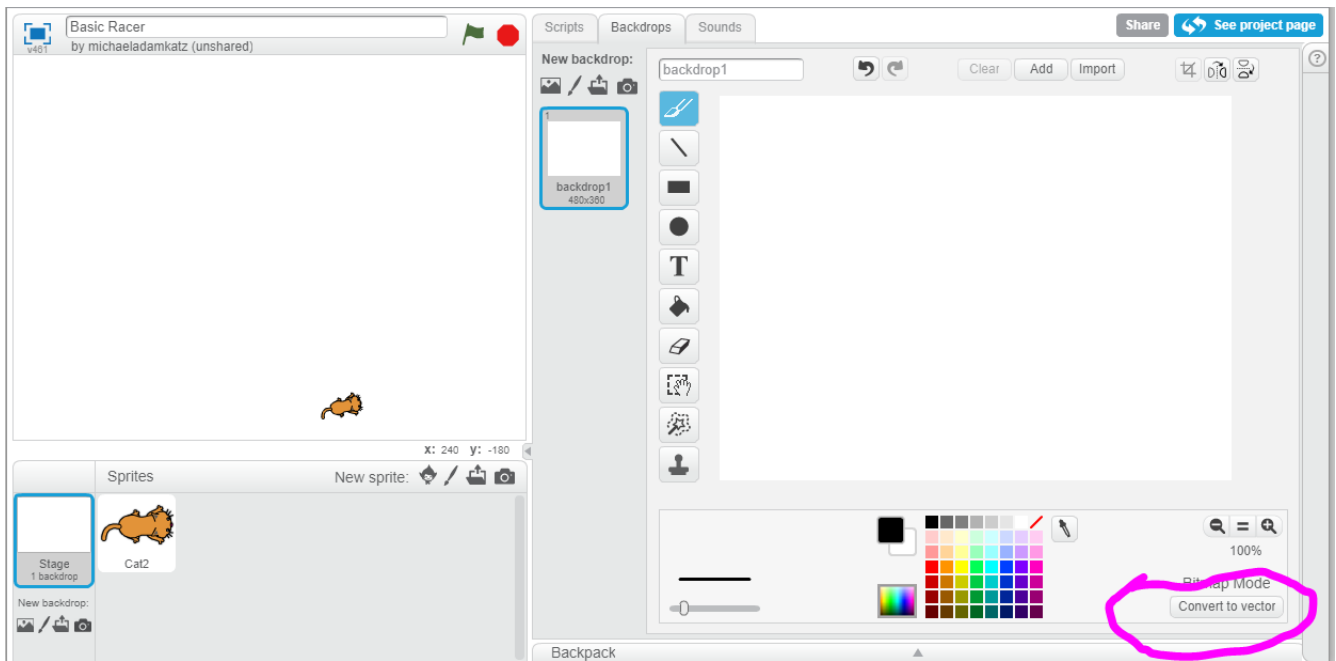 Basic Racer
v461
by michaeladamkatz (unshared)
Scripts
Backdrops
Sounds
Share
See project page
New backdrop:
1
backdrop1
480x360
backdrop1
Clear
Add
Import
?
T
X: 240 Y: -180
Sprites
New sprite:
Stage
1 backdrop
Cat2
New backdrop:
100%
Bitmap Mode
Convert to vector
Backpack